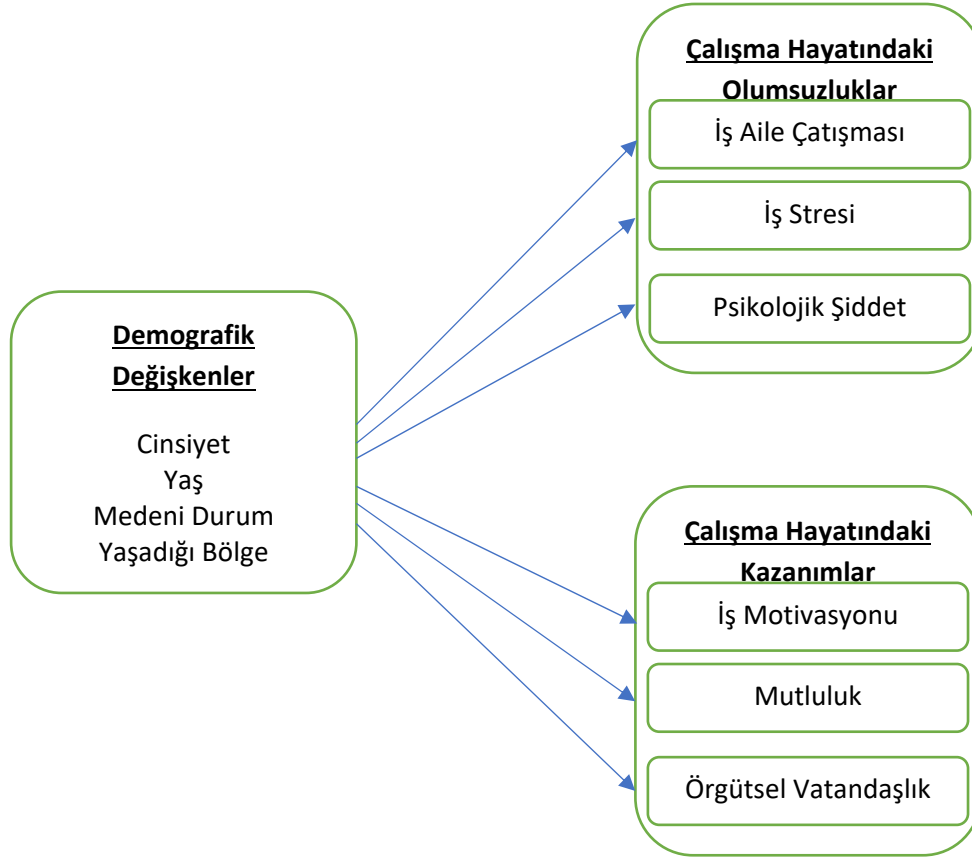 Demografik
Değişkenler
Cinsiyet
Yaş
Medeni Durum
Yaşadığı Bölge
Çalışma Hayatındaki
Olumsuzluklar
İş Aile Çatışması
İş Stresi
Psikolojik Şiddet
Çalışma Hayatındaki
Kazanımlar
İş Motivasyonu
Mutluluk
Örgütsel Vatandaşlık